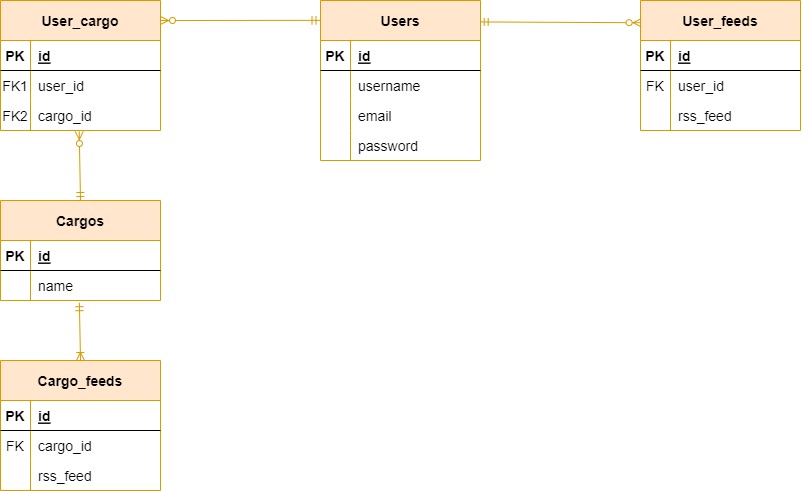 User_cargo
PK id
FK1 user_id
FK2 cargo_id
Users
PK id
username
email
password
User_feeds
PK id
FK user_id
rss_feed
Cargos
PK id
name
Cargo_feeds
PK id
FK cargo_id
rss_feed